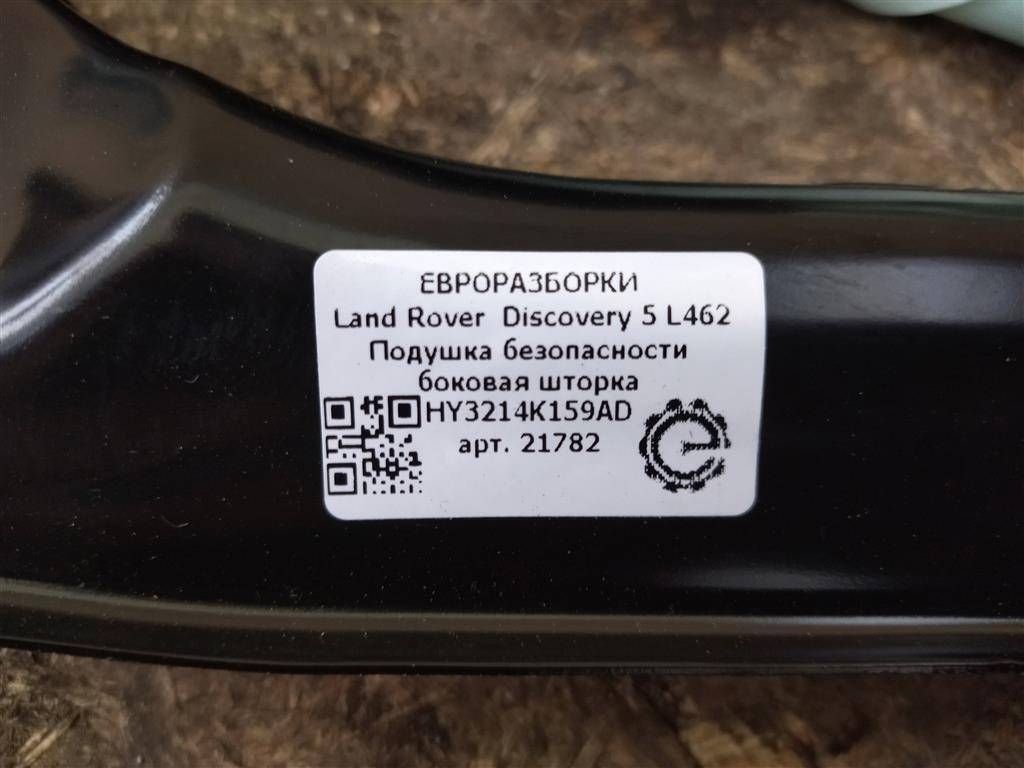 ЕВРОРАЗБОРКИ
Land Rover Discovery 5 L462
Подушка безопасности
боковая шторка
HY3214K159AD
арт. 21782